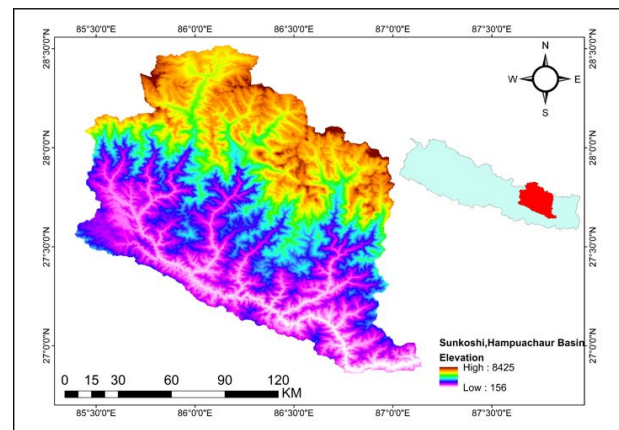 85°30'0"E 86°0'0"E 86°30'0"E 87°0'0"E 87°30'0"E
28°30'0"N 28°30'0"N
N
W E
S
28°0'0"N 28°0'0"N
27°30'0"N 27°30'0"N
27°0'0"N 27°0'0"N
Sunkoshi,Hampuachaur Basin
Elevation
High : 8425
Low : 156
0 15 30 60 90 120
KM
85°30'0"E 86°0'0"E 86°30'0"E 87°0'0"E 87°30'0"E